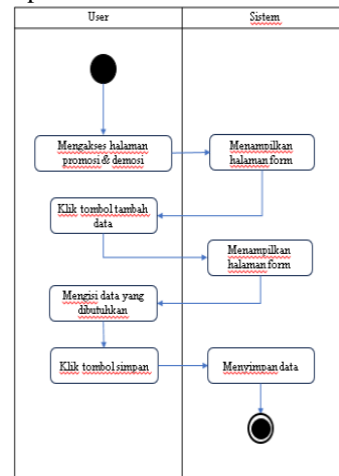 User
Sistem
Mengakses halaman
promosi & demosi
Menampilkan
halaman form
Klik tombol tambah
data
Menampilkan
halaman form
Mengisi data yang
dibutuhkan
Klik tombol simpan
Menyimpan data